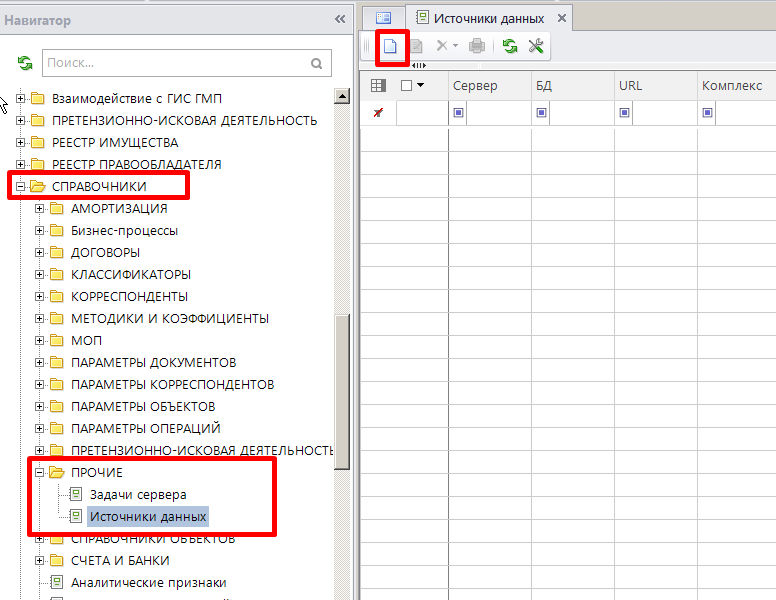 Навигатор
Поиск...
Взаимодействие с ГИС ГМП
ПРЕТЕНЗИОННО-ИСКОВАЯ ДЕЯТЕЛЬНОСТЬ
РЕЕСТР ИМУЩЕСТВА
РЕЕСТР ПРАВООБЛАДАТЕЛЯ
СПРАВОЧНИКИ
АМОРТИЗАЦИЯ
Бизнес-процессы
ДОГОВОРЫ
КЛАССИФИКАТОРЫ
КОРРЕСПОНДЕНТЫ
МЕТОДИКИ И КОЭФФИЦИЕНТЫ
МОП
ПАРАМЕТРЫ ДОКУМЕНТОВ
ПАРАМЕТРЫ КОРРЕСПОНДЕНТОВ
ПАРАМЕТРЫ ОБЪЕКТОВ
ПАРАМЕТРЫ ОПЕРАЦИЙ
ПРЕТЕНЗИОННО-ИСКОВАЯ ДЕЯТЕЛЬНОСТЬ
ПРОЧИЕ
Задачи сервера
Источники данных
СПРАВОЧНИКИ ОБЪЕКТОВ
СЧЕТА И БАНКИ
Аналитические признаки
Источники данных
Сервер БД URL Комплекс